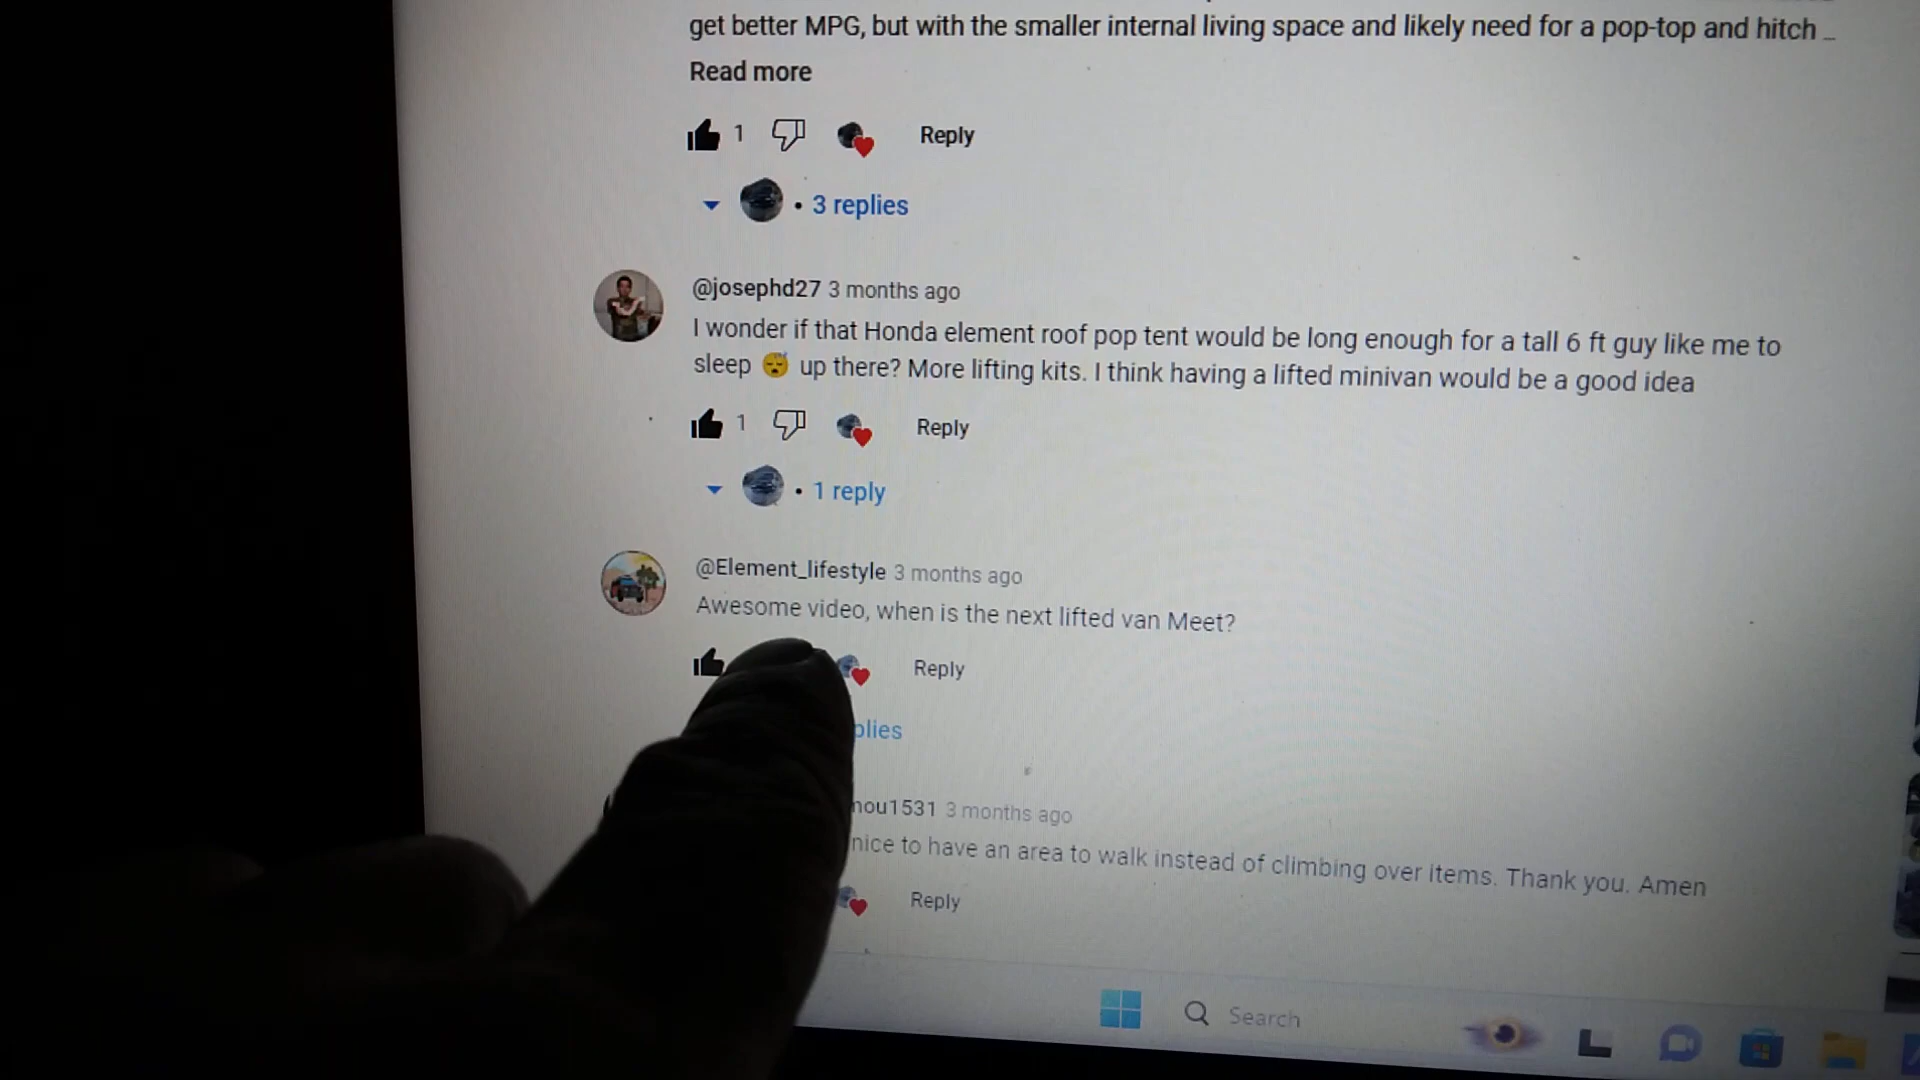 get better MPG, but with the smaller internal living space and likely need for a pop-top and hitch ...
Read more
1 Reply
3 replies
@josephd27 3 months ago
I wonder if that Honda element roof pop tent would be long enough for a tall 6 ft guy like me to
sleep 😴 up there? More lifting kits. I think having a lifted minivan would be a good idea
1 Reply
1 reply
@Element_lifestyle 3 months ago
Awesome video, when is the next lifted van Meet?
Reply
plies
nou1531 3 months ago
nice to have an area to walk instead of climbing over items. Thank you. Amen
Reply
Search